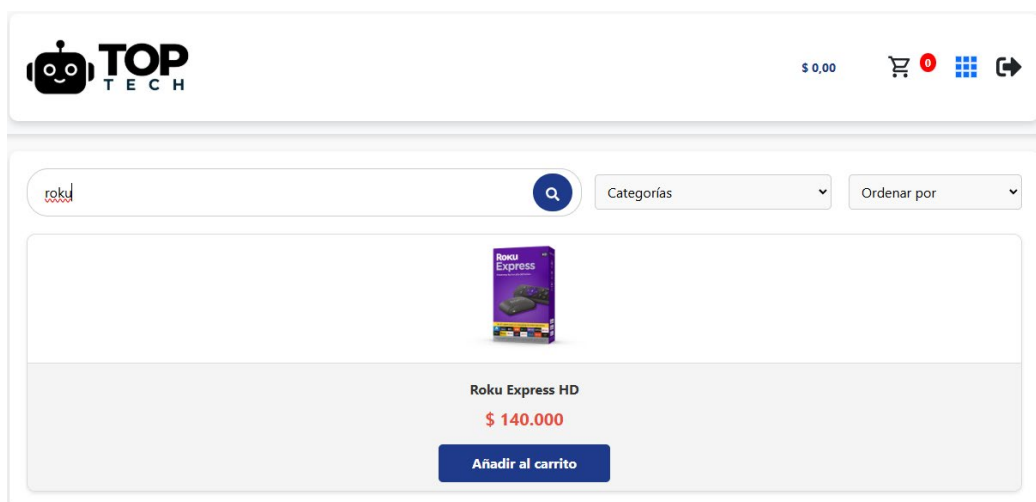 TOP
TECH
$ 0,00
0
roku
Categorías
Ordenar por
Roku
Express
Roku Express HD
$ 140.000
Añadir al carrito